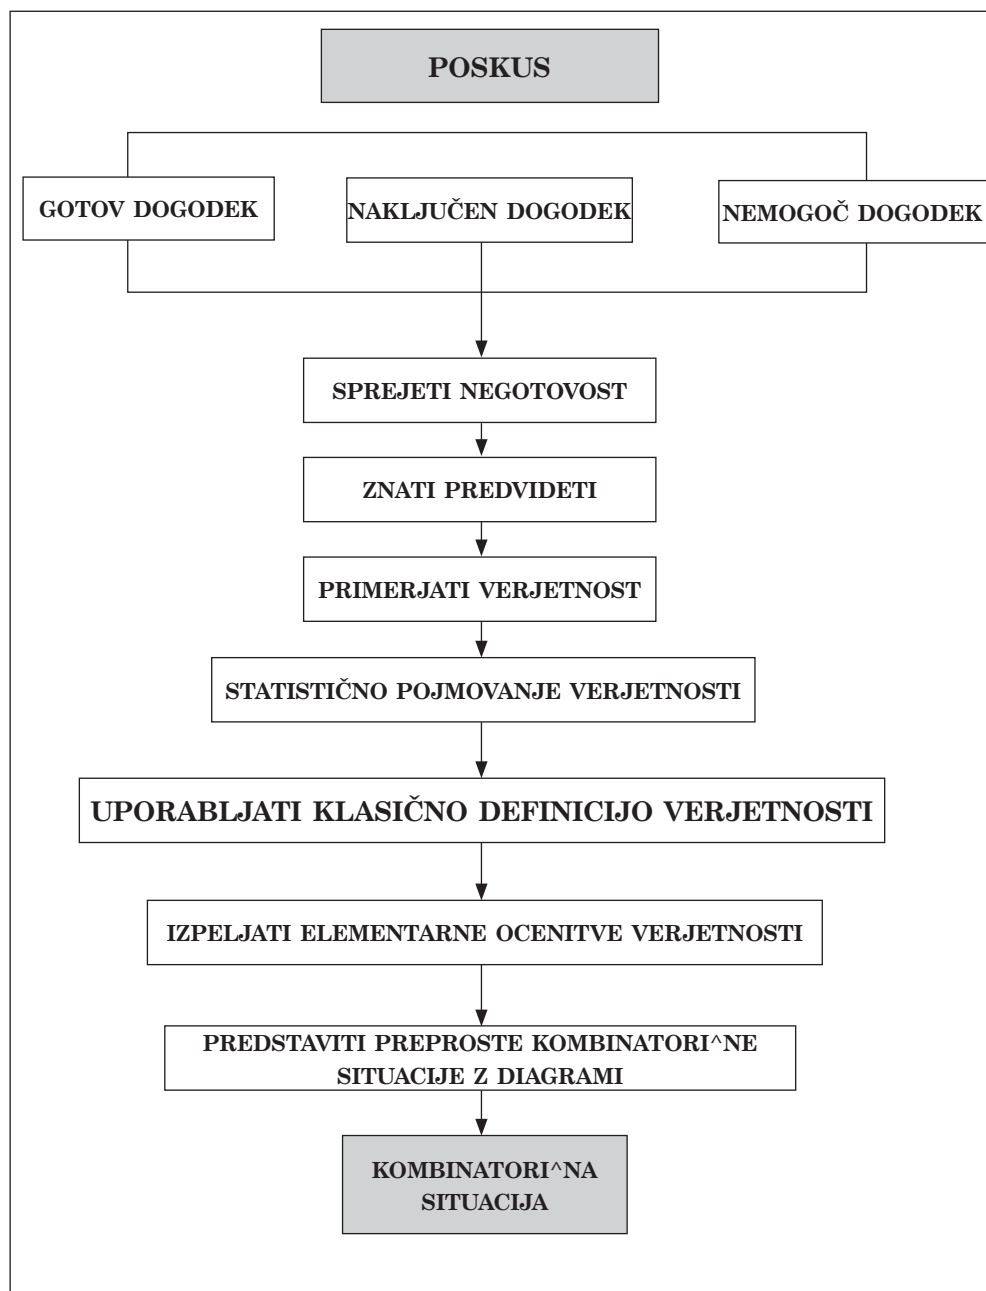 POSKUS
GOTOV DOGODEK
NAKLJUČEN DOGODEK
NEMOGOČ DOGODEK
SPREJETI NEGOTOVOST
ZNATI PREDVIDETI
PRIMERJATI VERJETNOST
STATISTIČNO POJMOVANJE VERJETNOSTI
UPORABLJATI KLASIČNO DEFINICIJO VERJETNOSTI
IZPELJATI ELEMENTARNE OCENITVE VERJETNOSTI
PREDSTAVITI PREPROSTE KOMBINATORI^NE
SITUACIJE Z DIAGRAMI
KOMBINATORI^NA
SITUACIJA